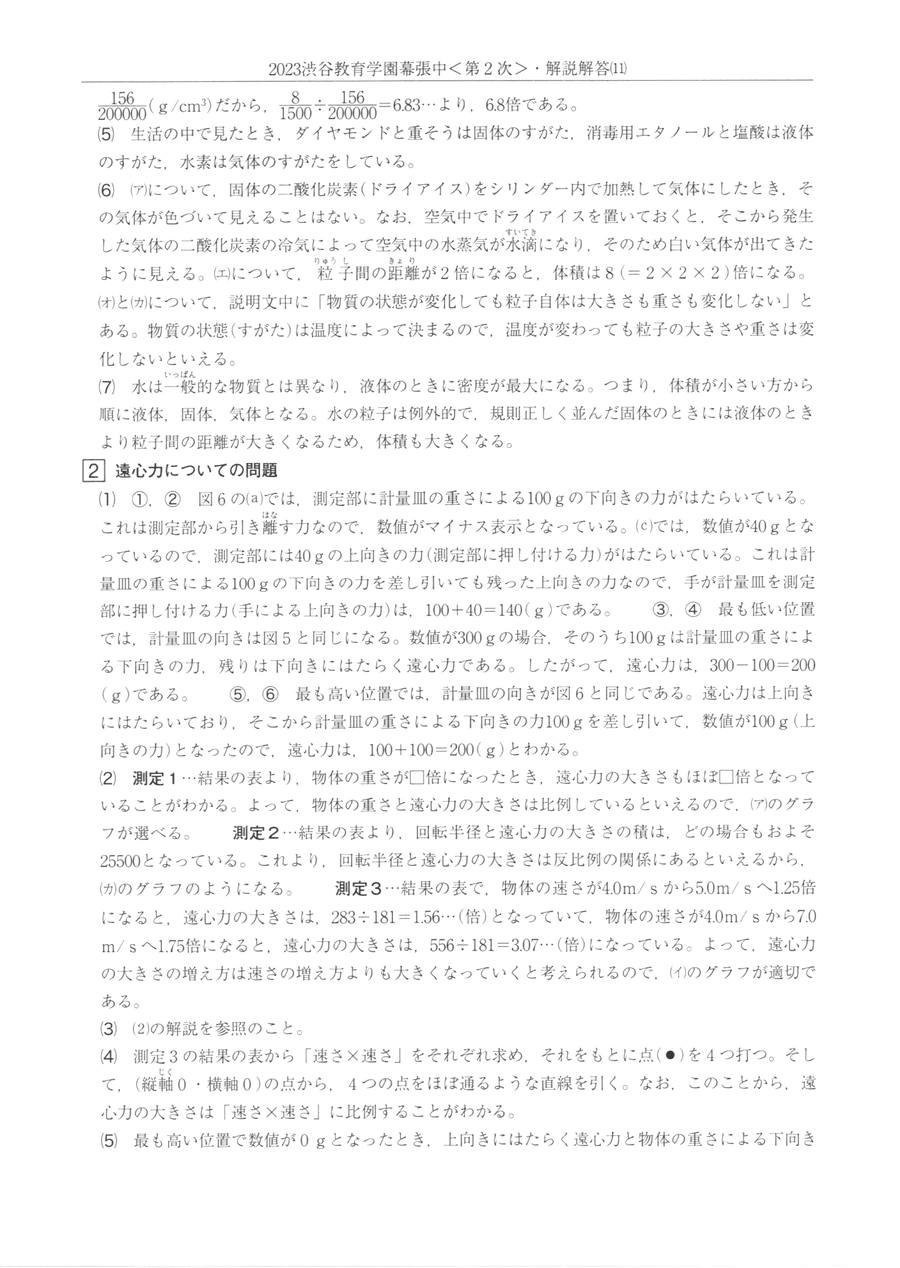 2023渋谷教育学園幕張中＜第２次＞・解説解答⑾
156/200000(ｇ/cm³)だから，8/1500÷156/200000＝6.83…より，6.8倍である。
⑸　生活の中で見たとき，ダイヤモンドと重そうは固体のすがた，消毒用エタノールと塩酸は液体
のすがた，水素は気体のすがたをしている。
⑹　㋐について，固体の二酸化炭素(ドライアイス)をシリンダー内で加熱して気体にしたとき，そ
の気体が色づいて見えることはない。なお，空気中でドライアイスを置いておくと，そこから発生
すいてき
した気体の二酸化炭素の冷気によって空気中の水蒸気が水滴になり，そのため白い気体が出てきた
りゅうし　きょり
ように見える。㋓について，粒子間の距離が２倍になると，体積は８(＝２×２×２)倍になる。
㋔と㋕について，説明文中に「物質の状態が変化しても粒子自体は大きさも重さも変化しない」と
ある。物質の状態(すがた)は温度によって決まるので，温度が変わっても粒子の大きさや重さは変
化しないといえる。
いっぱん
⑺　水は一般的な物質とは異なり，液体のときに密度が最大になる。つまり，体積が小さい方から
順に液体，固体，気体となる。水の粒子は例外的で，規則正しく並んだ固体のときには液体のとき
より粒子間の距離が大きくなるため，体積も大きくなる。
2　遠心力についての問題
⑴　①，②　図６の⒜では，測定部に計量皿の重さによる100ｇの下向きの力がはたらいている。
はな
これは測定部から引き離す力なので，数値がマイナス表示となっている。⒞では，数値が40ｇとな
っているので，測定部には40ｇの上向きの力(測定部に押し付ける力)がはたらいている。これは計
量皿の重さによる100ｇの下向きの力を差し引いても残った上向きの力なので，手が計量皿を測定
部に押し付ける力(手による上向きの力)は，100＋40＝140(ｇ)である。　③，④　最も低い位置
では，計量皿の向きは図５と同じになる。数値が300ｇの場合，そのうち100ｇは計量皿の重さによ
る下向きの力，残りは下向きにはたらく遠心力である。したがって，遠心力は，300－100＝200
(ｇ)である。　⑤，⑥　最も高い位置では，計量皿の向きが図６と同じである。遠心力は上向き
にはたらいており，そこから計量皿の重さによる下向きの力100ｇを差し引いて，数値が100ｇ(上
向きの力)となったので，遠心力は，100＋100＝200(ｇ)とわかる。
⑵　測定１…結果の表より，物体の重さが□倍になったとき，遠心力の大きさもほぼ□倍となって
いることがわかる。よって，物体の重さと遠心力の大きさは比例しているといえるので，㋐のグラ
フが選べる。　測定２…結果の表より，回転半径と遠心力の大きさの積は，どの場合もおよそ
25500となっている。これより，回転半径と遠心力の大きさは反比例の関係にあるといえるから，
㋕のグラフのようになる。　測定３…結果の表で，物体の速さが4.0ｍ/ｓから5.0ｍ/ｓへ1.25倍
になると，遠心力の大きさは，283÷181＝1.56…(倍)となっていて，物体の速さが4.0ｍ/ｓから7.0
ｍ/ｓへ1.75倍になると，遠心力の大きさは，556÷181＝3.07…(倍)になっている。よって，遠心力
の大きさの増え方は速さの増え方よりも大きくなっていくと考えられるので，㋑のグラフが適切で
ある。
⑶　⑵の解説を参照のこと。
⑷　測定３の結果の表から「速さ×速さ」をそれぞれ求め，それをもとに点(●)を４つ打つ。そし
じく
て，(縦軸０・横軸０)の点から，４つの点をほぼ通るような直線を引く。なお，このことから，遠
心力の大きさは「速さ×速さ」に比例することがわかる。
⑸　最も高い位置で数値が０ｇとなったとき，上向きにはたらく遠心力と物体の重さによる下向き